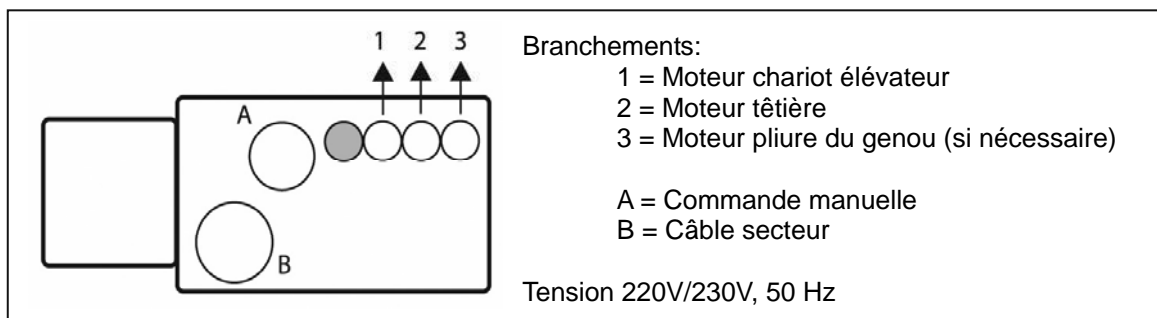 1 2 3
A
B
Branchements:
1 = Moteur chariot élévateur
2 = Moteur têtière
3 = Moteur pliure du genou (si nécessaire)
A = Commande manuelle
B = Câble secteur
Tension 220V/230V, 50 Hz